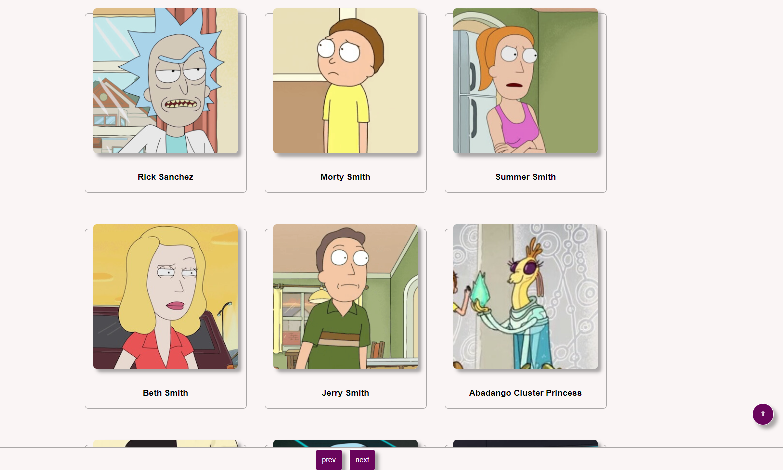 Rick Sanchez
Morty Smith
Summer Smith
Beth Smith
Jerry Smith
Abadango Cluster Princess
prev
next